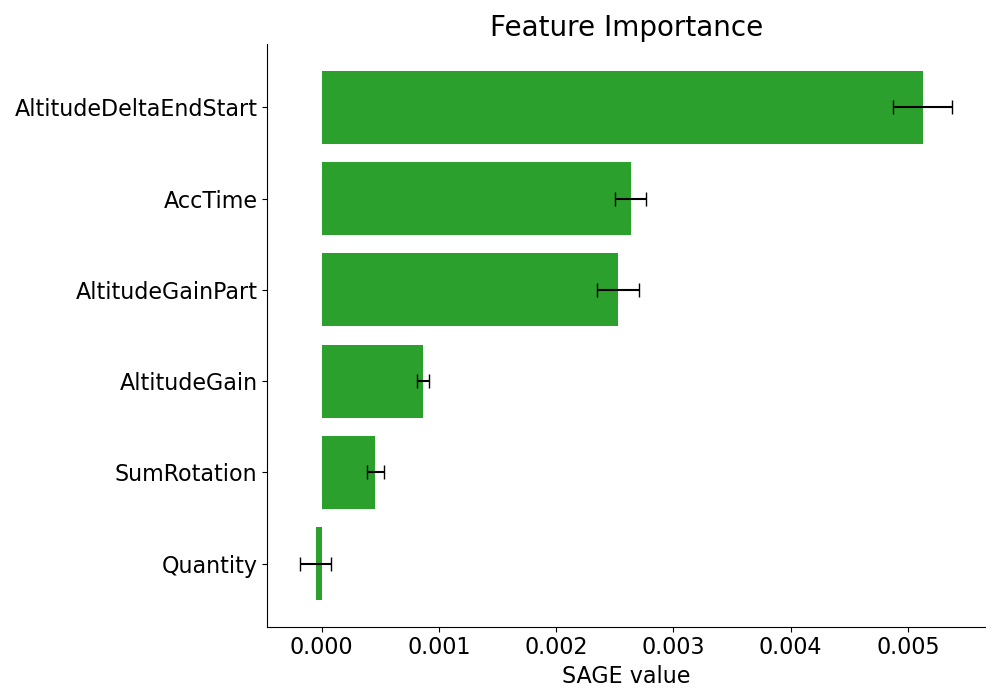 Feature Importance
AltitudeDeltaEndStart
AccTime
AltitudeGainPart
AltitudeGain
SumRotation
Quantity
0.000 0.001 0.002 0.003 0.004 0.005
SAGE value